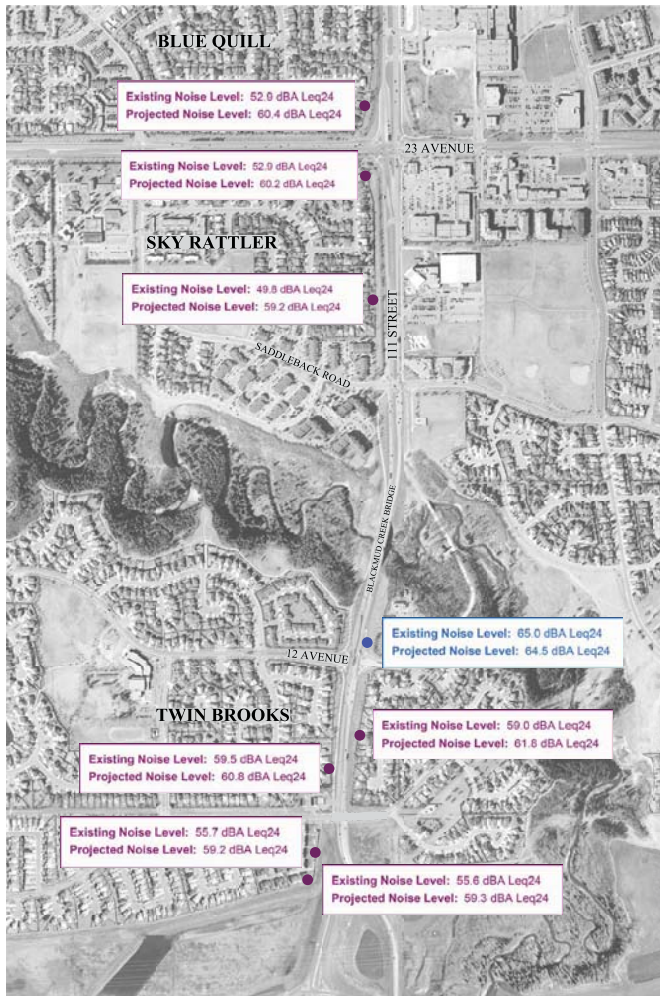 BLUE QUILL
Existing Noise Level: 52.9 dBA Leq24
Projected Noise Level: 60.4 dBA Leq24
23 AVENUE
Existing Noise Level: 52.9 dBA Leq24
Projected Noise Level: 60.2 dBA Leq24
SKY RATTLER
Existing Noise Level: 49.8 dBA Leq24
Projected Noise Level: 59.2 dBA Leq24
111 STREET
SADDLEBACK ROAD
BLACKMUD CREEK BRIDGE
Existing Noise Level: 65.0 dBA Leq24
Projected Noise Level: 64.5 dBA Leq24
12 AVENUE
TWIN BROOKS
Existing Noise Level: 59.0 dBA Leq24
Projected Noise Level: 61.8 dBA Leq24
Existing Noise Level: 59.5 dBA Leq24
Projected Noise Level: 60.8 dBA Leq24
Existing Noise Level: 55.7 dBA Leq24
Projected Noise Level: 59.2 dBA Leq24
Existing Noise Level: 55.6 dBA Leq24
Projected Noise Level: 59.3 dBA Leq24